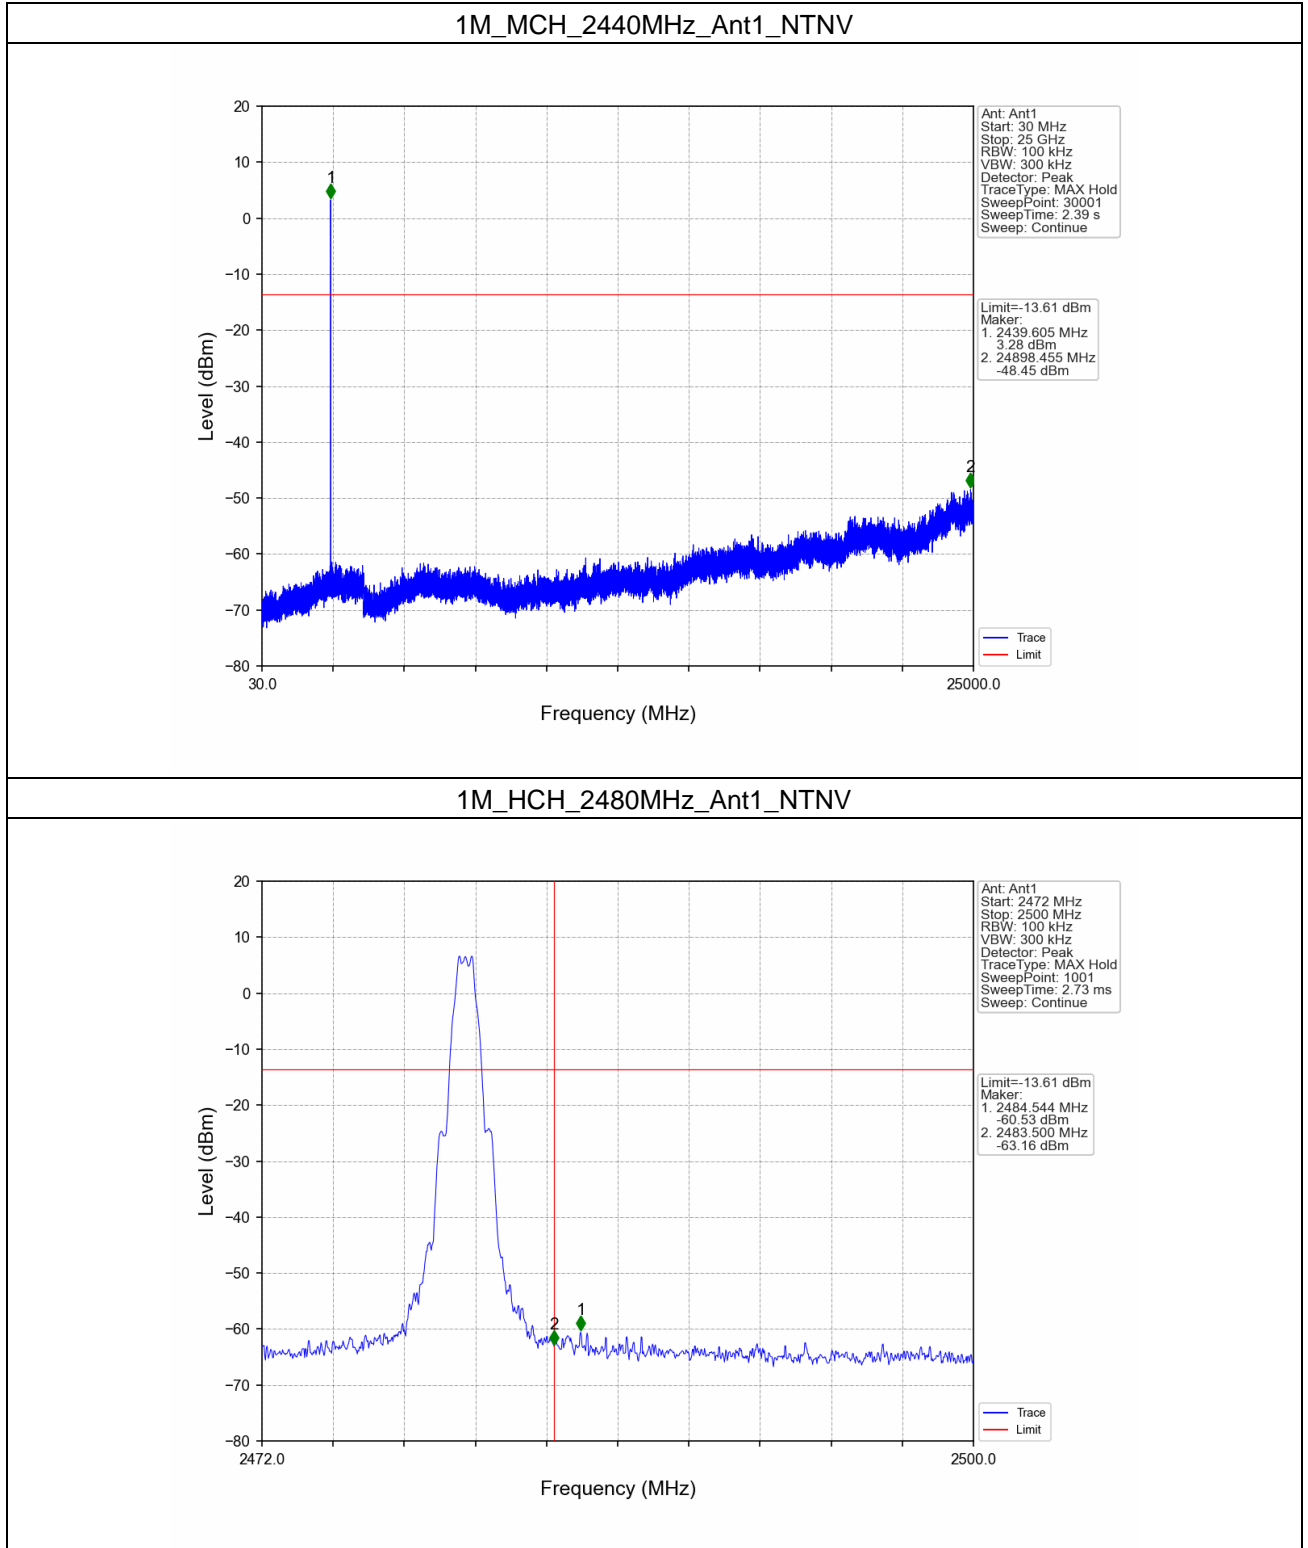 1M_MCH_2440MHz_Ant1_NTNV
20
10
0
−10
−20
−30
−40
−50
−60
−70
−80
Level (dBm)
1
2
30.0
25000.0
Frequency (MHz)
Ant: Ant1
Start: 30 MHz
Stop: 25 GHz
RBW: 100 kHz
VBW: 300 kHz
Detector: Peak
TraceType: MAX Hold
SweepPoint: 30001
SweepTime: 2.39 s
Sweep: Continue
Limit=-13.61 dBm
Maker:
1. 2439.605 MHz
3.28 dBm
2. 24898.455 MHz
-48.45 dBm
Trace
Limit
1M_HCH_2480MHz_Ant1_NTNV
20
10
0
−10
−20
−30
−40
−50
−60
−70
−80
Level (dBm)
2
1
2472.0
2500.0
Frequency (MHz)
Ant: Ant1
Start: 2472 MHz
Stop: 2500 MHz
RBW: 100 kHz
VBW: 300 kHz
Detector: Peak
TraceType: MAX Hold
SweepPoint: 1001
SweepTime: 2.73 ms
Sweep: Continue
Limit=-13.61 dBm
Maker:
1. 2484.544 MHz
-60.53 dBm
2. 2483.500 MHz
-63.16 dBm
Trace
Limit